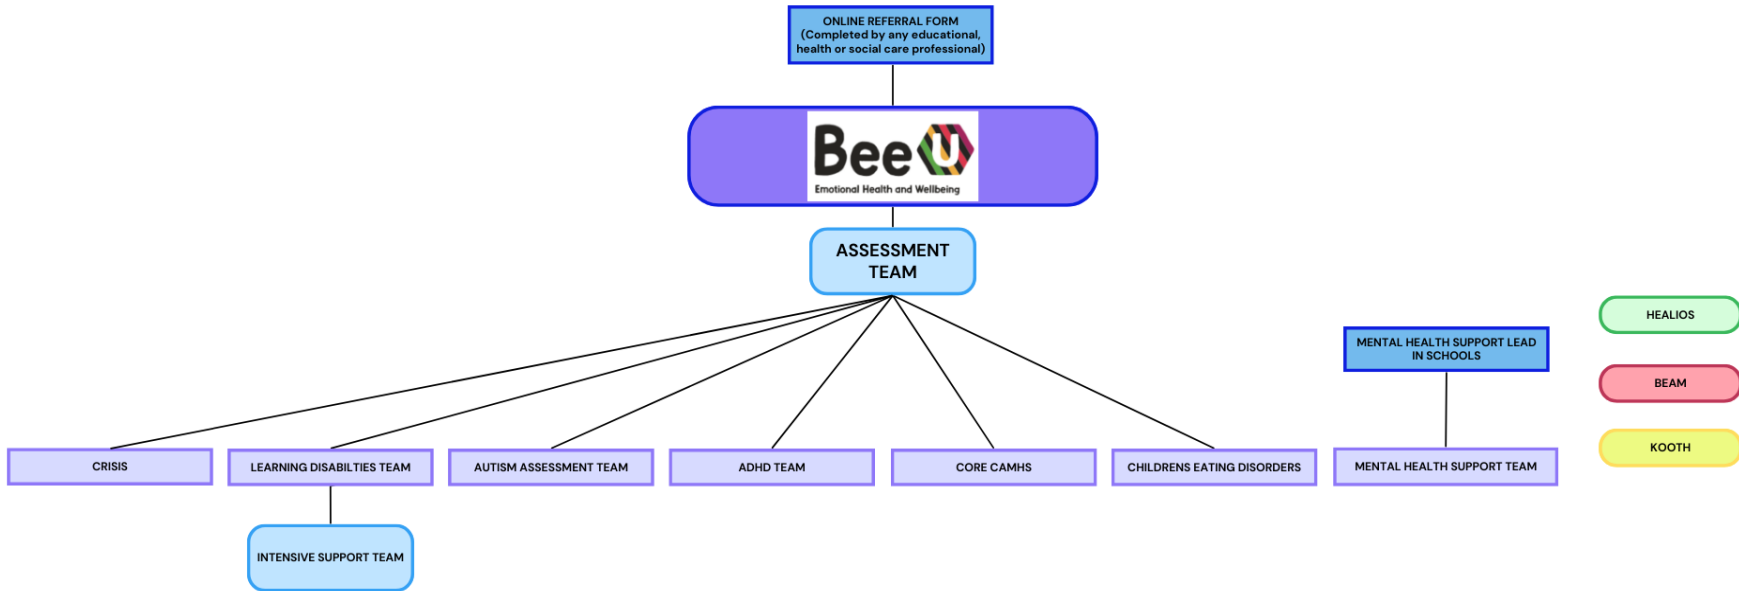 ONLINE REFERRAL FORM
(Completed by any educational,
health or social care professional)
Bee U
Emotional Health and Wellbeing
ASSESSMENT
TEAM
HEALIOS
MENTAL HEALTH SUPPORT LEAD
IN SCHOOLS
BEAM
KOOTH
CRISIS
LEARNING DISABILTIES TEAM
AUTISM ASSESSMENT TEAM
ADHD TEAM
CORE CAMHS
CHILDRENS EATING DISORDERS
MENTAL HEALTH SUPPORT TEAM
INTENSIVE SUPPORT TEAM